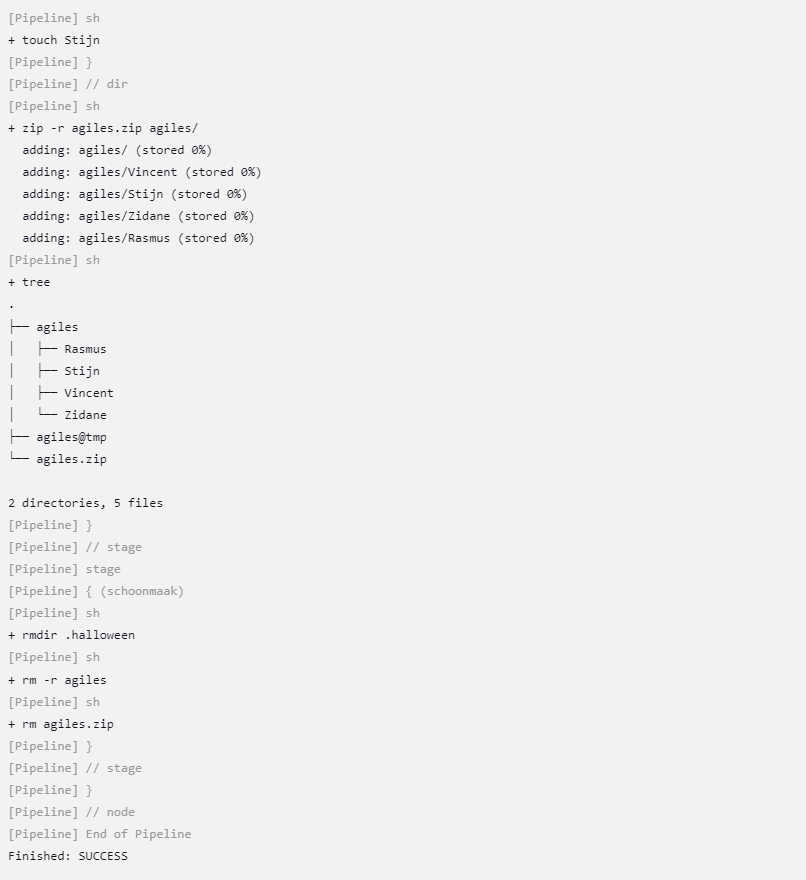 [Pipeline] sh
+ touch Stijn
[Pipeline] }
[Pipeline] // dir
[Pipeline] sh
+ zip -r agiles.zip agiles/
  adding: agiles/ (stored 0%)
  adding: agiles/Vincent (stored 0%)
  adding: agiles/Stijn (stored 0%)
  adding: agiles/Zidane (stored 0%)
  adding: agiles/Rasmus (stored 0%)
[Pipeline] sh
+ tree
.
├── agiles
│   ├── Rasmus
│   ├── Stijn
│   ├── Vincent
│   └── Zidane
├── agiles@tmp
└── agiles.zip

2 directories, 5 files
[Pipeline] }
[Pipeline] // stage
[Pipeline] stage
[Pipeline] { (schoonmaak)
[Pipeline] sh
+ rmdir .halloween
[Pipeline] sh
+ rm -r agiles
[Pipeline] sh
+ rm agiles.zip
[Pipeline] }
[Pipeline] // stage
[Pipeline] }
[Pipeline] // node
[Pipeline] End of Pipeline
Finished: SUCCESS